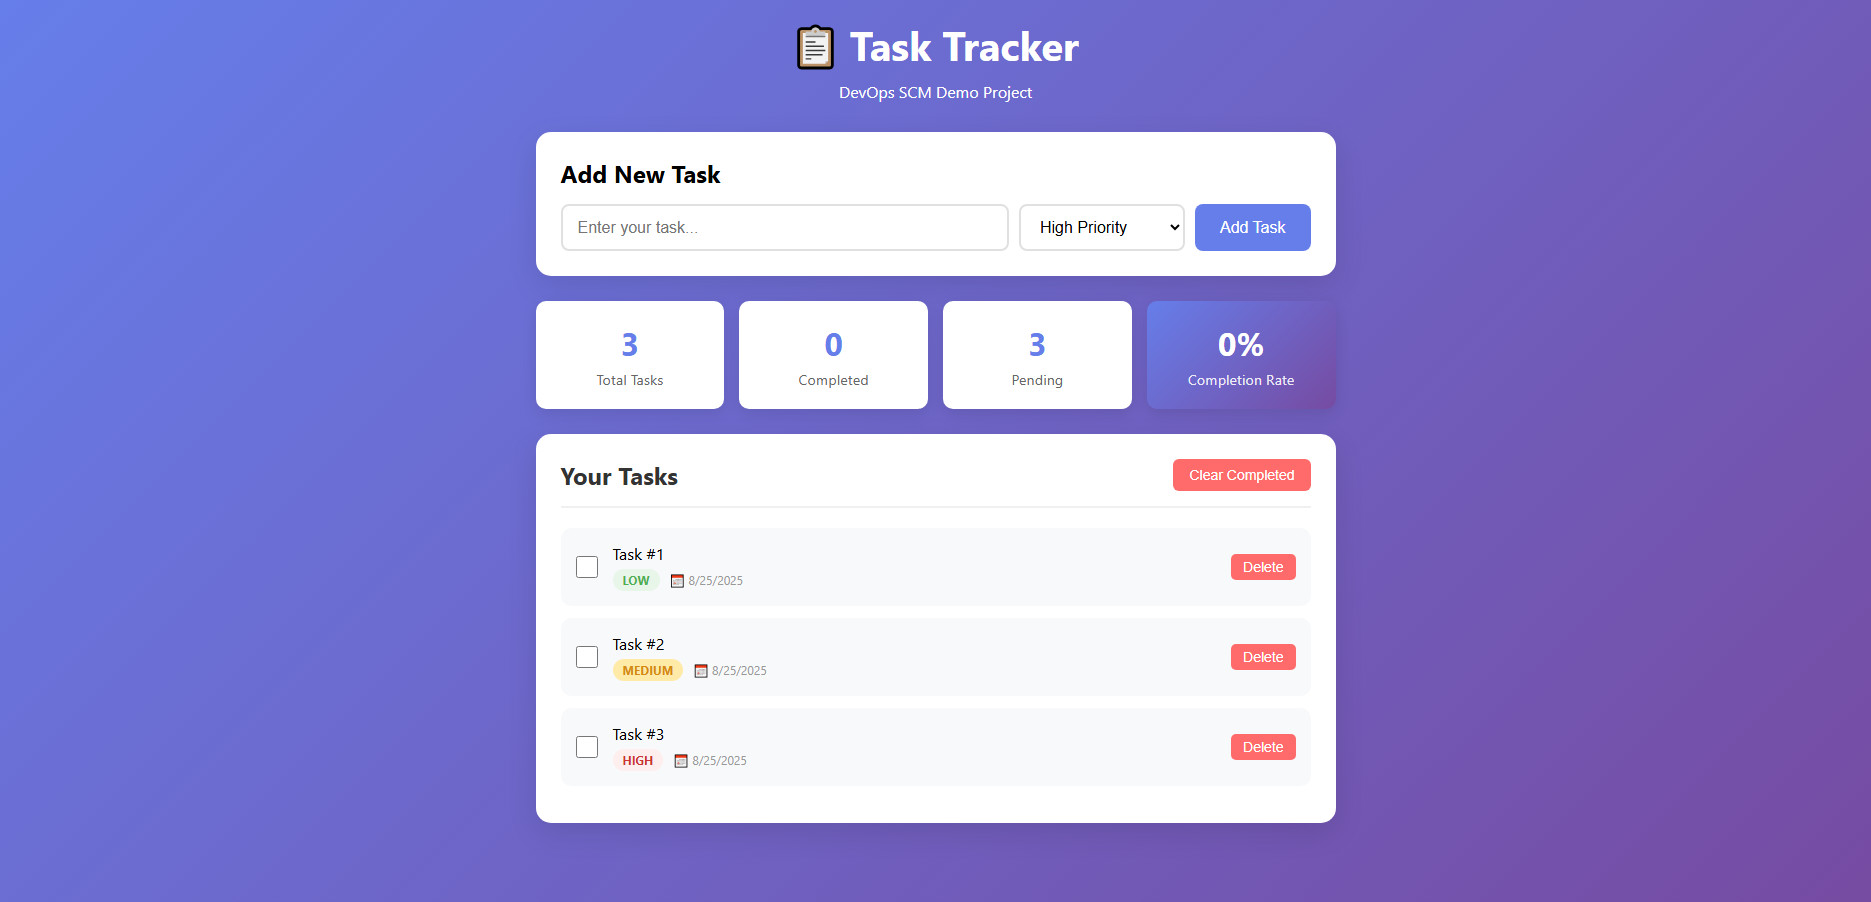 Task Tracker
DevOps SCM Demo Project
Add New Task
Enter your task...
High Priority
Add Task
3
Total Tasks
0
Completed
3
Pending
0%
Completion Rate
Your Tasks
Clear Completed
Task #1
LOW 8/25/2025
Delete
Task #2
MEDIUM 8/25/2025
Delete
Task #3
HIGH 8/25/2025
Delete